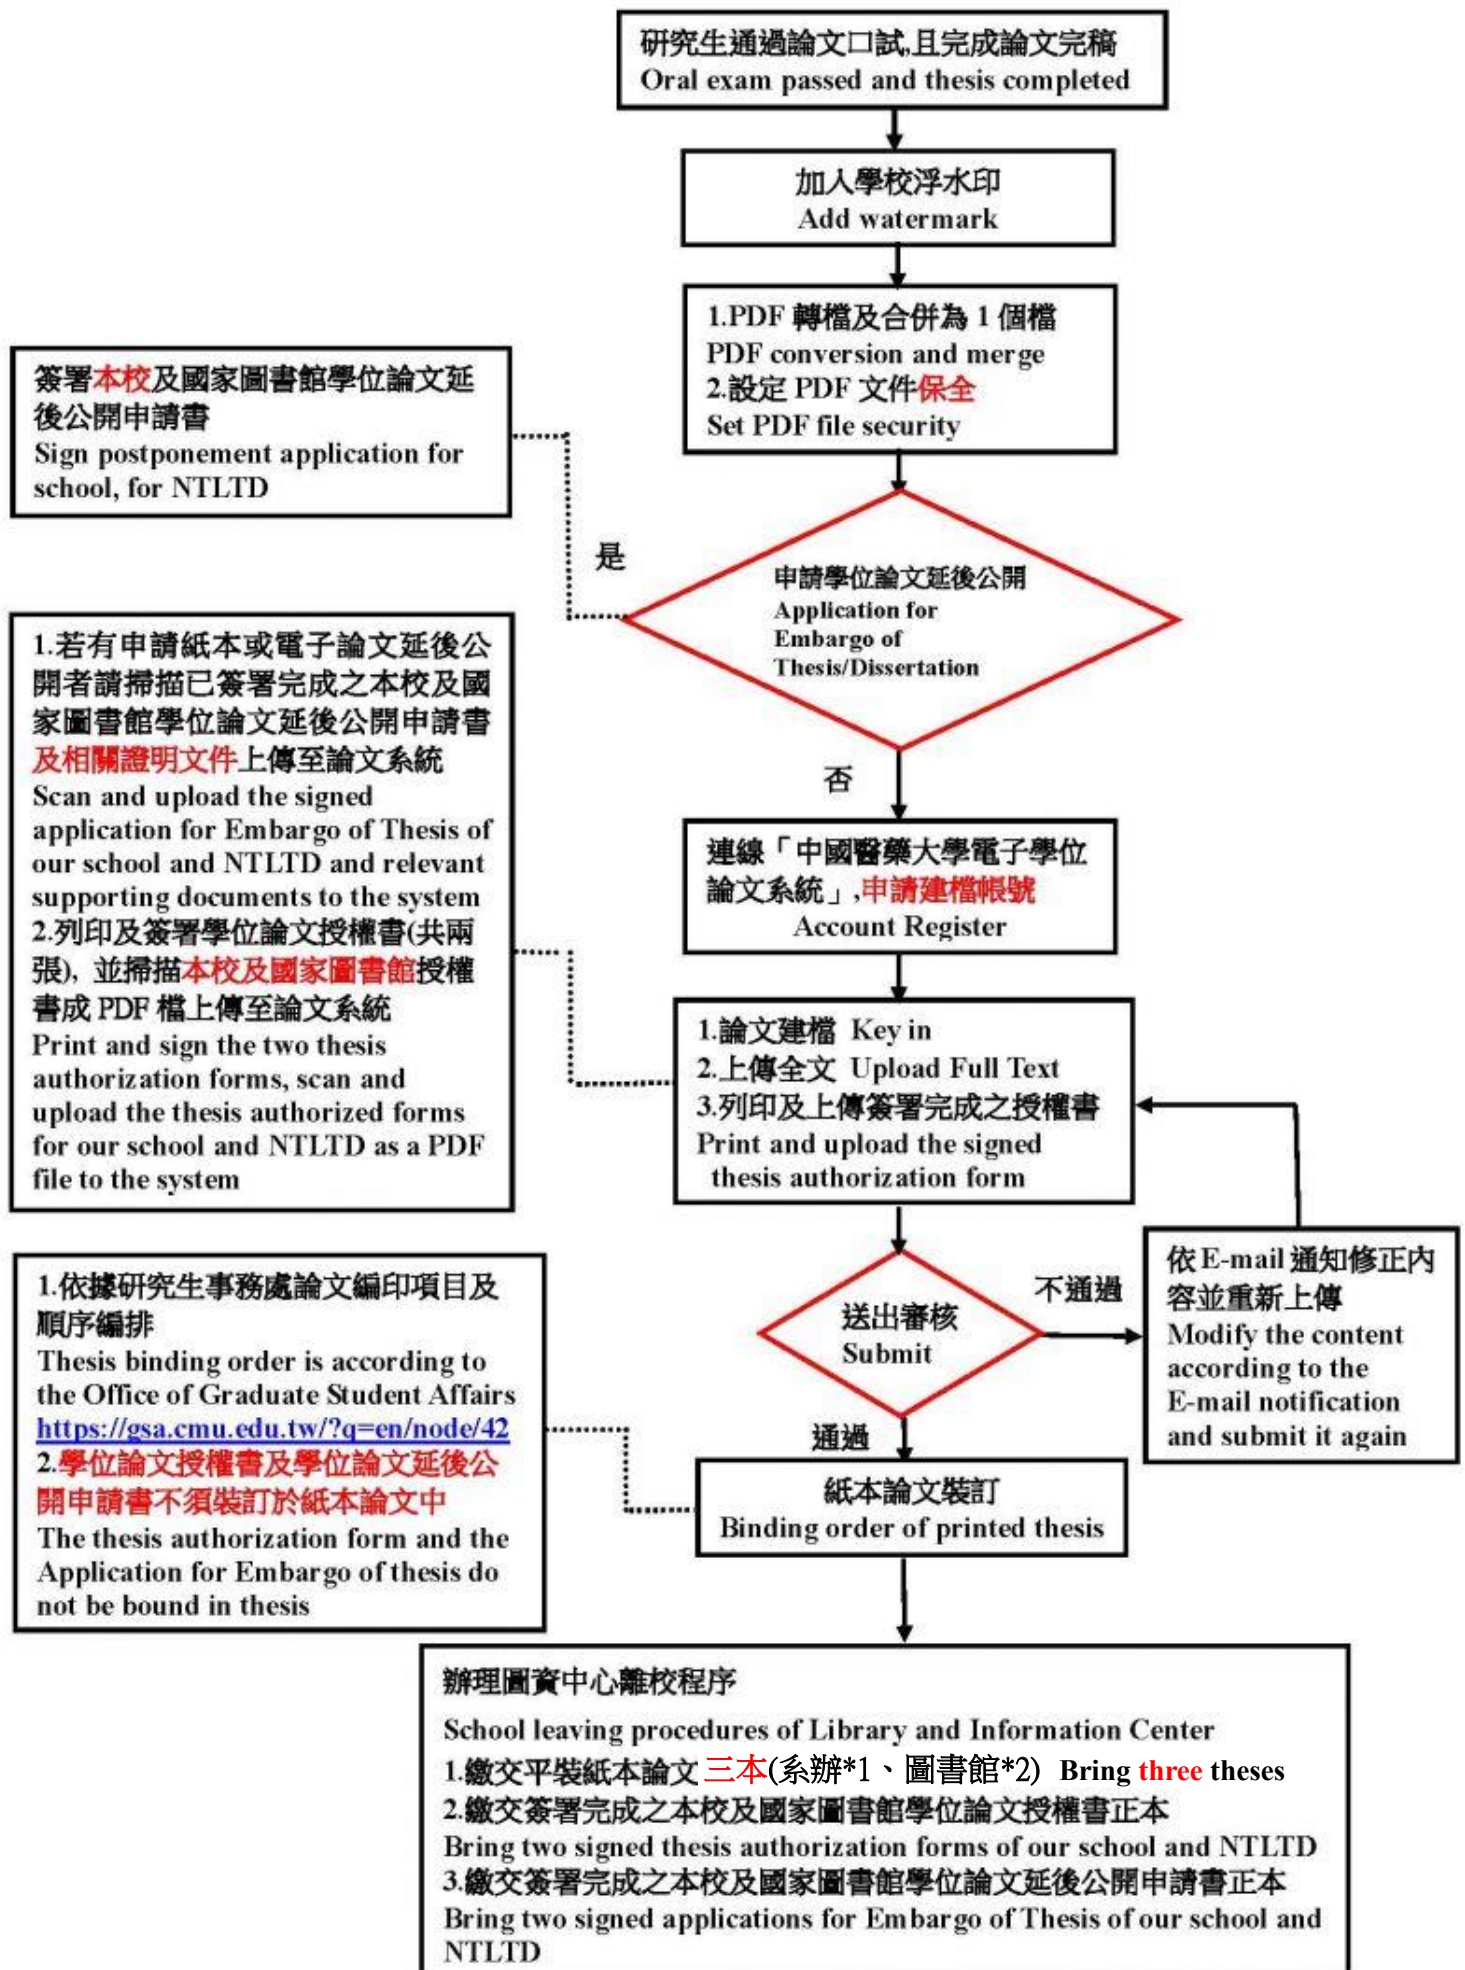 研究生通過論文口試,且完成論文完稿
Oral exam passed and thesis completed
加入學校浮水印
Add watermark
1.PDF 轉檔及合併為 1 個檔
PDF conversion and merge
2.設定 PDF 文件保全
Set PDF file security
簽署本校及國家圖書館學位論文延
後公開申請書
Sign postponement application for
school, for NTLTD
是
申請學位論文延後公開
Application for
Embargo of
Thesis/Dissertation
否
1.若有申請紙本或電子論文延後公
開者請掃描已簽署完成之本校及國
家圖書館學位論文延後公開申請書
及相關證明文件上傳至論文系統
Scan and upload the signed
application for Embargo of Thesis of
our school and NTLTD and relevant
supporting documents to the system
2.列印及簽署學位論文授權書(共兩
張), 並掃描本校及國家圖書館授權
書成 PDF 檔上傳至論文系統
Print and sign the two thesis
authorization forms, scan and
upload the thesis authorized forms
for our school and NTLTD as a PDF
file to the system
連線「中國醫藥大學電子學位
論文系統」,申請建檔帳號
Account Register
1.論文建檔 Key in
2.上傳全文 Upload Full Text
3.列印及上傳簽署完成之授權書
Print and upload the signed
thesis authorization form
送出審核
Submit
不通過
依 E-mail 通知修正內
容並重新上傳
Modify the content
according to the
E-mail notification
and submit it again
通過
1.依據研究生事務處論文編印項目及
順序編排
Thesis binding order is according to
the Office of Graduate Student Affairs
https://gsa.cmu.edu.tw/?q=en/node/42
2.學位論文授權書及學位論文延後公
開申請書不須裝訂於紙本論文中
The thesis authorization form and the
Application for Embargo of thesis do
not be bound in thesis
紙本論文裝訂
Binding order of printed thesis
辦理圖資中心離校程序
School leaving procedures of Library and Information Center
1.繳交平裝紙本論文 三本(系辦*1、圖書館*2) Bring three theses
2.繳交簽署完成之本校及國家圖書館學位論文授權書正本
Bring two signed thesis authorization forms of our school and NTLTD
3.繳交簽署完成之本校及國家圖書館學位論文延後公開申請書正本
Bring two signed applications for Embargo of Thesis of our school and
NTLTD